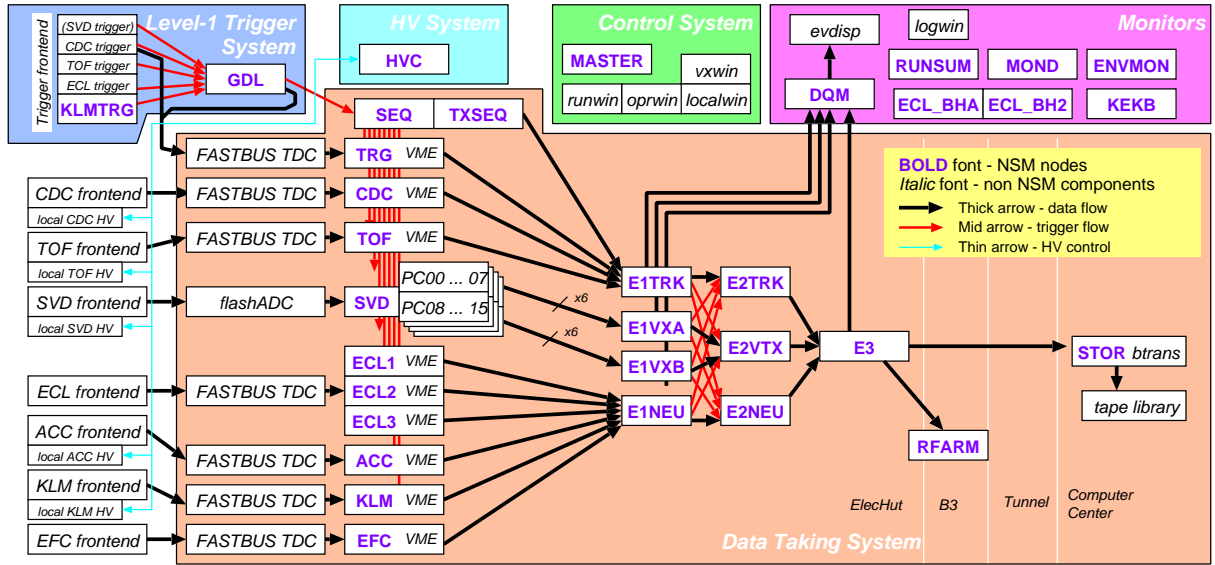 Level-1 Trigger
System
Trigger frontend
(SVD trigger)
CDC trigger
TOF trigger
ECL trigger
KLMTRG
GDL
HV System
HVC
Control System
MASTER
vxwin
runwin
oprwin
localwin
Monitors
evdisp
logwin
DQM
RUNSUM
MOND
ENVMON
ECL_BHA
ECL_BH2
KEKB
SEQ
TXSEQ
FASTBUS TDC
TRG VME
CDC frontend
local CDC HV
FASTBUS TDC
CDC VME
TOF frontend
local TOF HV
FASTBUS TDC
TOF VME
SVD frontend
local SVD HV
flashADC
SVD
PC00 ... 07
PC08 ... 15
x6
x6
ECL frontend
FASTBUS TDC
ECL1 VME
ECL2 VME
ECL3 VME
ACC frontend
local ACC HV
FASTBUS TDC
ACC VME
KLM frontend
local KLM HV
FASTBUS TDC
KLM VME
EFC frontend
FASTBUS TDC
EFC VME
E1TRK
E1VXA
E1VXB
E1NEU
E2TRK
E2VTX
E2NEU
E3
RFARM
STOR btrans
tape library
BOLD font - NSM nodes
Italic font - non NSM components
Thick arrow - data flow
Mid arrow - trigger flow
Thin arrow - HV control
ElecHut
B3
Tunnel
Computer
Center
Data Taking System